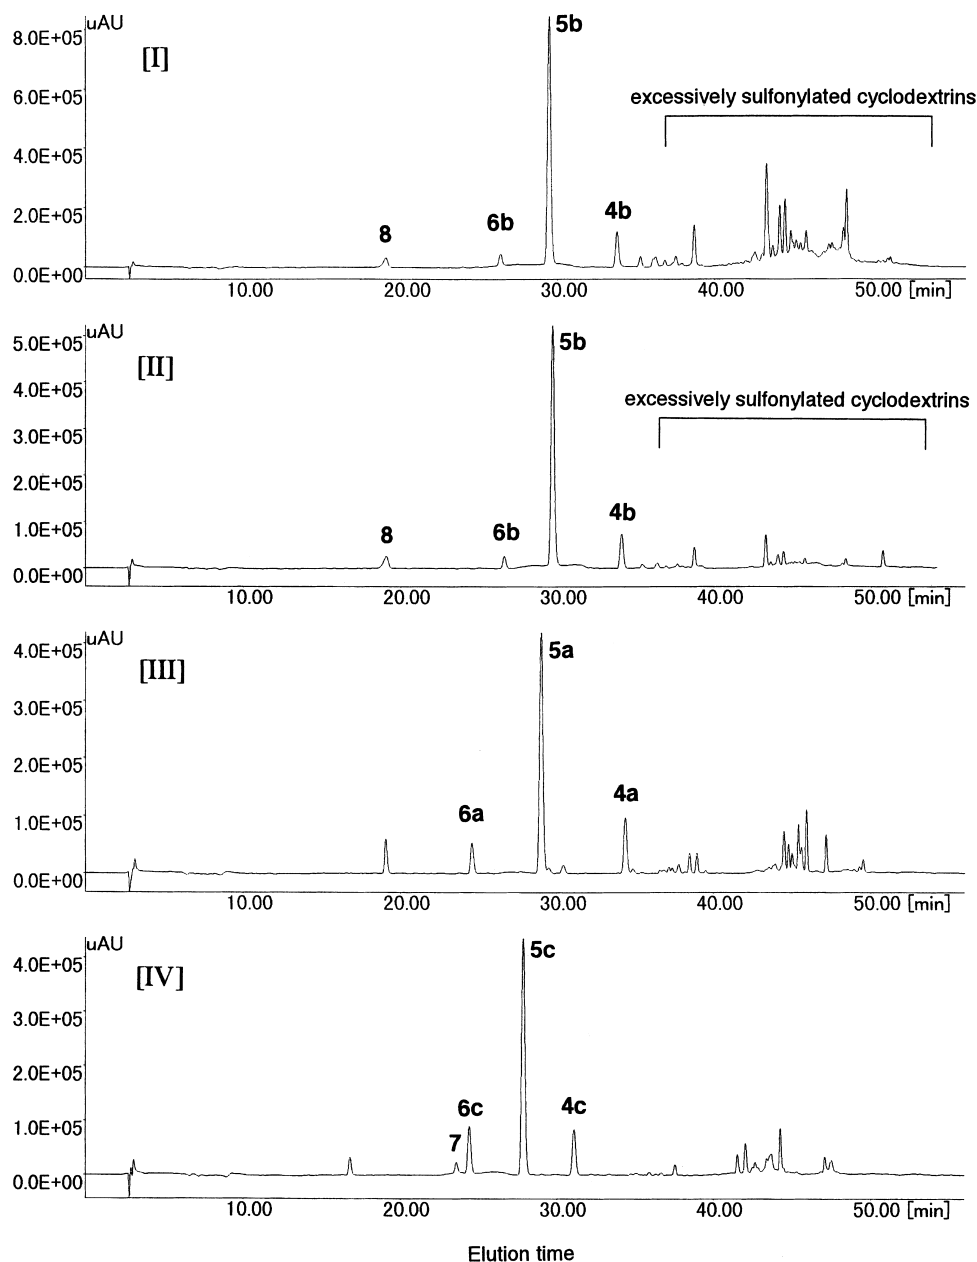 uAU
8.0E+05
[I]
5b
6.0E+05
excessively sulfonylated cyclodextrins
4.0E+05
2.0E+05
8
6b
4b
0.0E+00
10.00 20.00 30.00 40.00 50.00 [min]
uAU
5.0E+05
[II]
5b
4.0E+05
excessively sulfonylated cyclodextrins
3.0E+05
2.0E+05
1.0E+05
8
6b
4b
0.0E+00
10.00 20.00 30.00 40.00 50.00 [min]
uAU
4.0E+05
[III]
5a
3.0E+05
2.0E+05
1.0E+05
6a
4a
0.0E+00
10.00 20.00 30.00 40.00 50.00 [min]
uAU
4.0E+05
[IV]
5c
3.0E+05
2.0E+05
1.0E+05
7
6c
4c
0.0E+00
10.00 20.00 30.00 40.00 50.00 [min]
Elution time